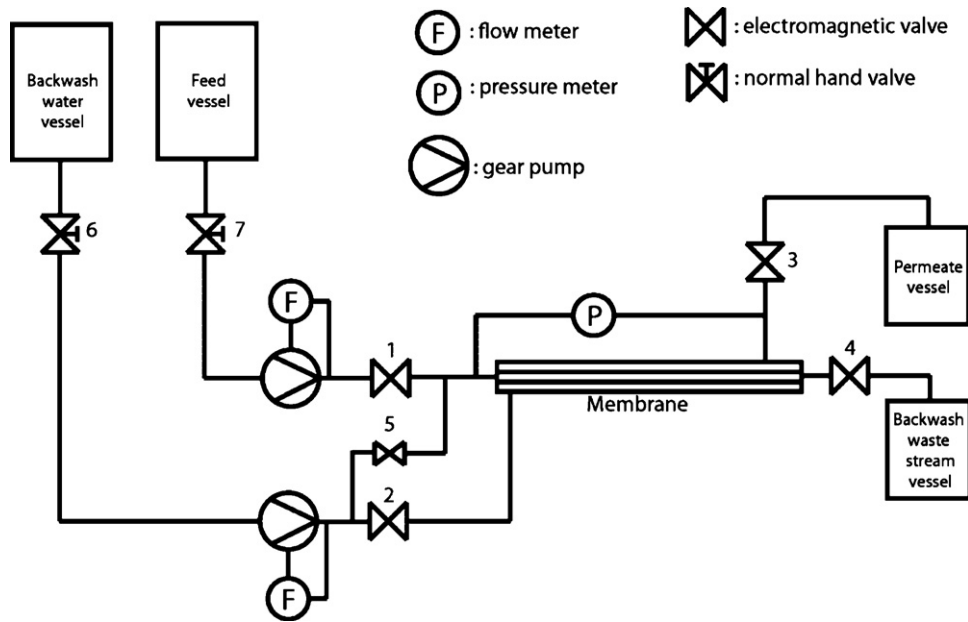 Backwash
water
vessel
Feed
vessel
F : flow meter
P : pressure meter
: gear pump
: electromagnetic valve
: normal hand valve
6
7
F
1
P
3
Permeate
vessel
4
Membrane
5
2
Backwash
waste
stream
vessel
F